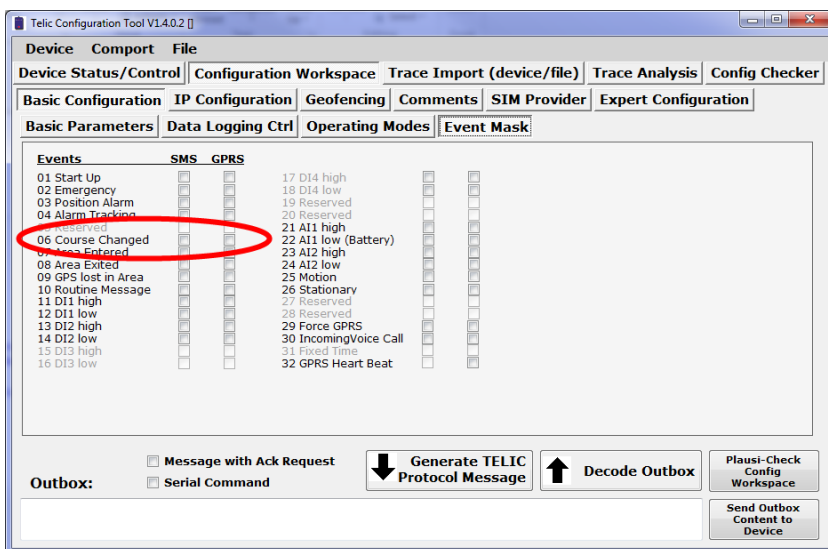 Telic Configuration Tool V1.4.0.2 []
Device Comport File
Device Status/Control Configuration Workspace Trace Import (device/file) Trace Analysis Config Checker
Basic Configuration IP Configuration Geofencing Comments SIM Provider Expert Configuration
Basic Parameters Data Logging Ctrl Operating Modes Event Mask
Events SMS GPRS
01 Start Up
02 Emergency
03 Position Alarm
04 Alarm Tracking
Reserved
06 Course Changed
07 Area Entered
08 Area Exited
09 GPS lost in Area
10 Routine Message
11 DI1 high
12 DI1 low
13 DI2 high
14 DI2 low
15 DI3 high
16 DI3 low
17 DI4 high
18 DI4 low
19 Reserved
20 Reserved
21 AI1 high
22 AI1 low (Battery)
23 AI2 high
24 AI2 low
25 Motion
26 Stationary
27 Reserved
28 Reserved
29 Force GPRS
30 IncomingVoice Call
31 Fixed Time
32 GPRS Heart Beat
Outbox:
Message with Ack Request
Serial Command
Generate TELIC
Protocol Message
Decode Outbox
Plausi-Check
Config
Workspace
Send Outbox
Content to
Device